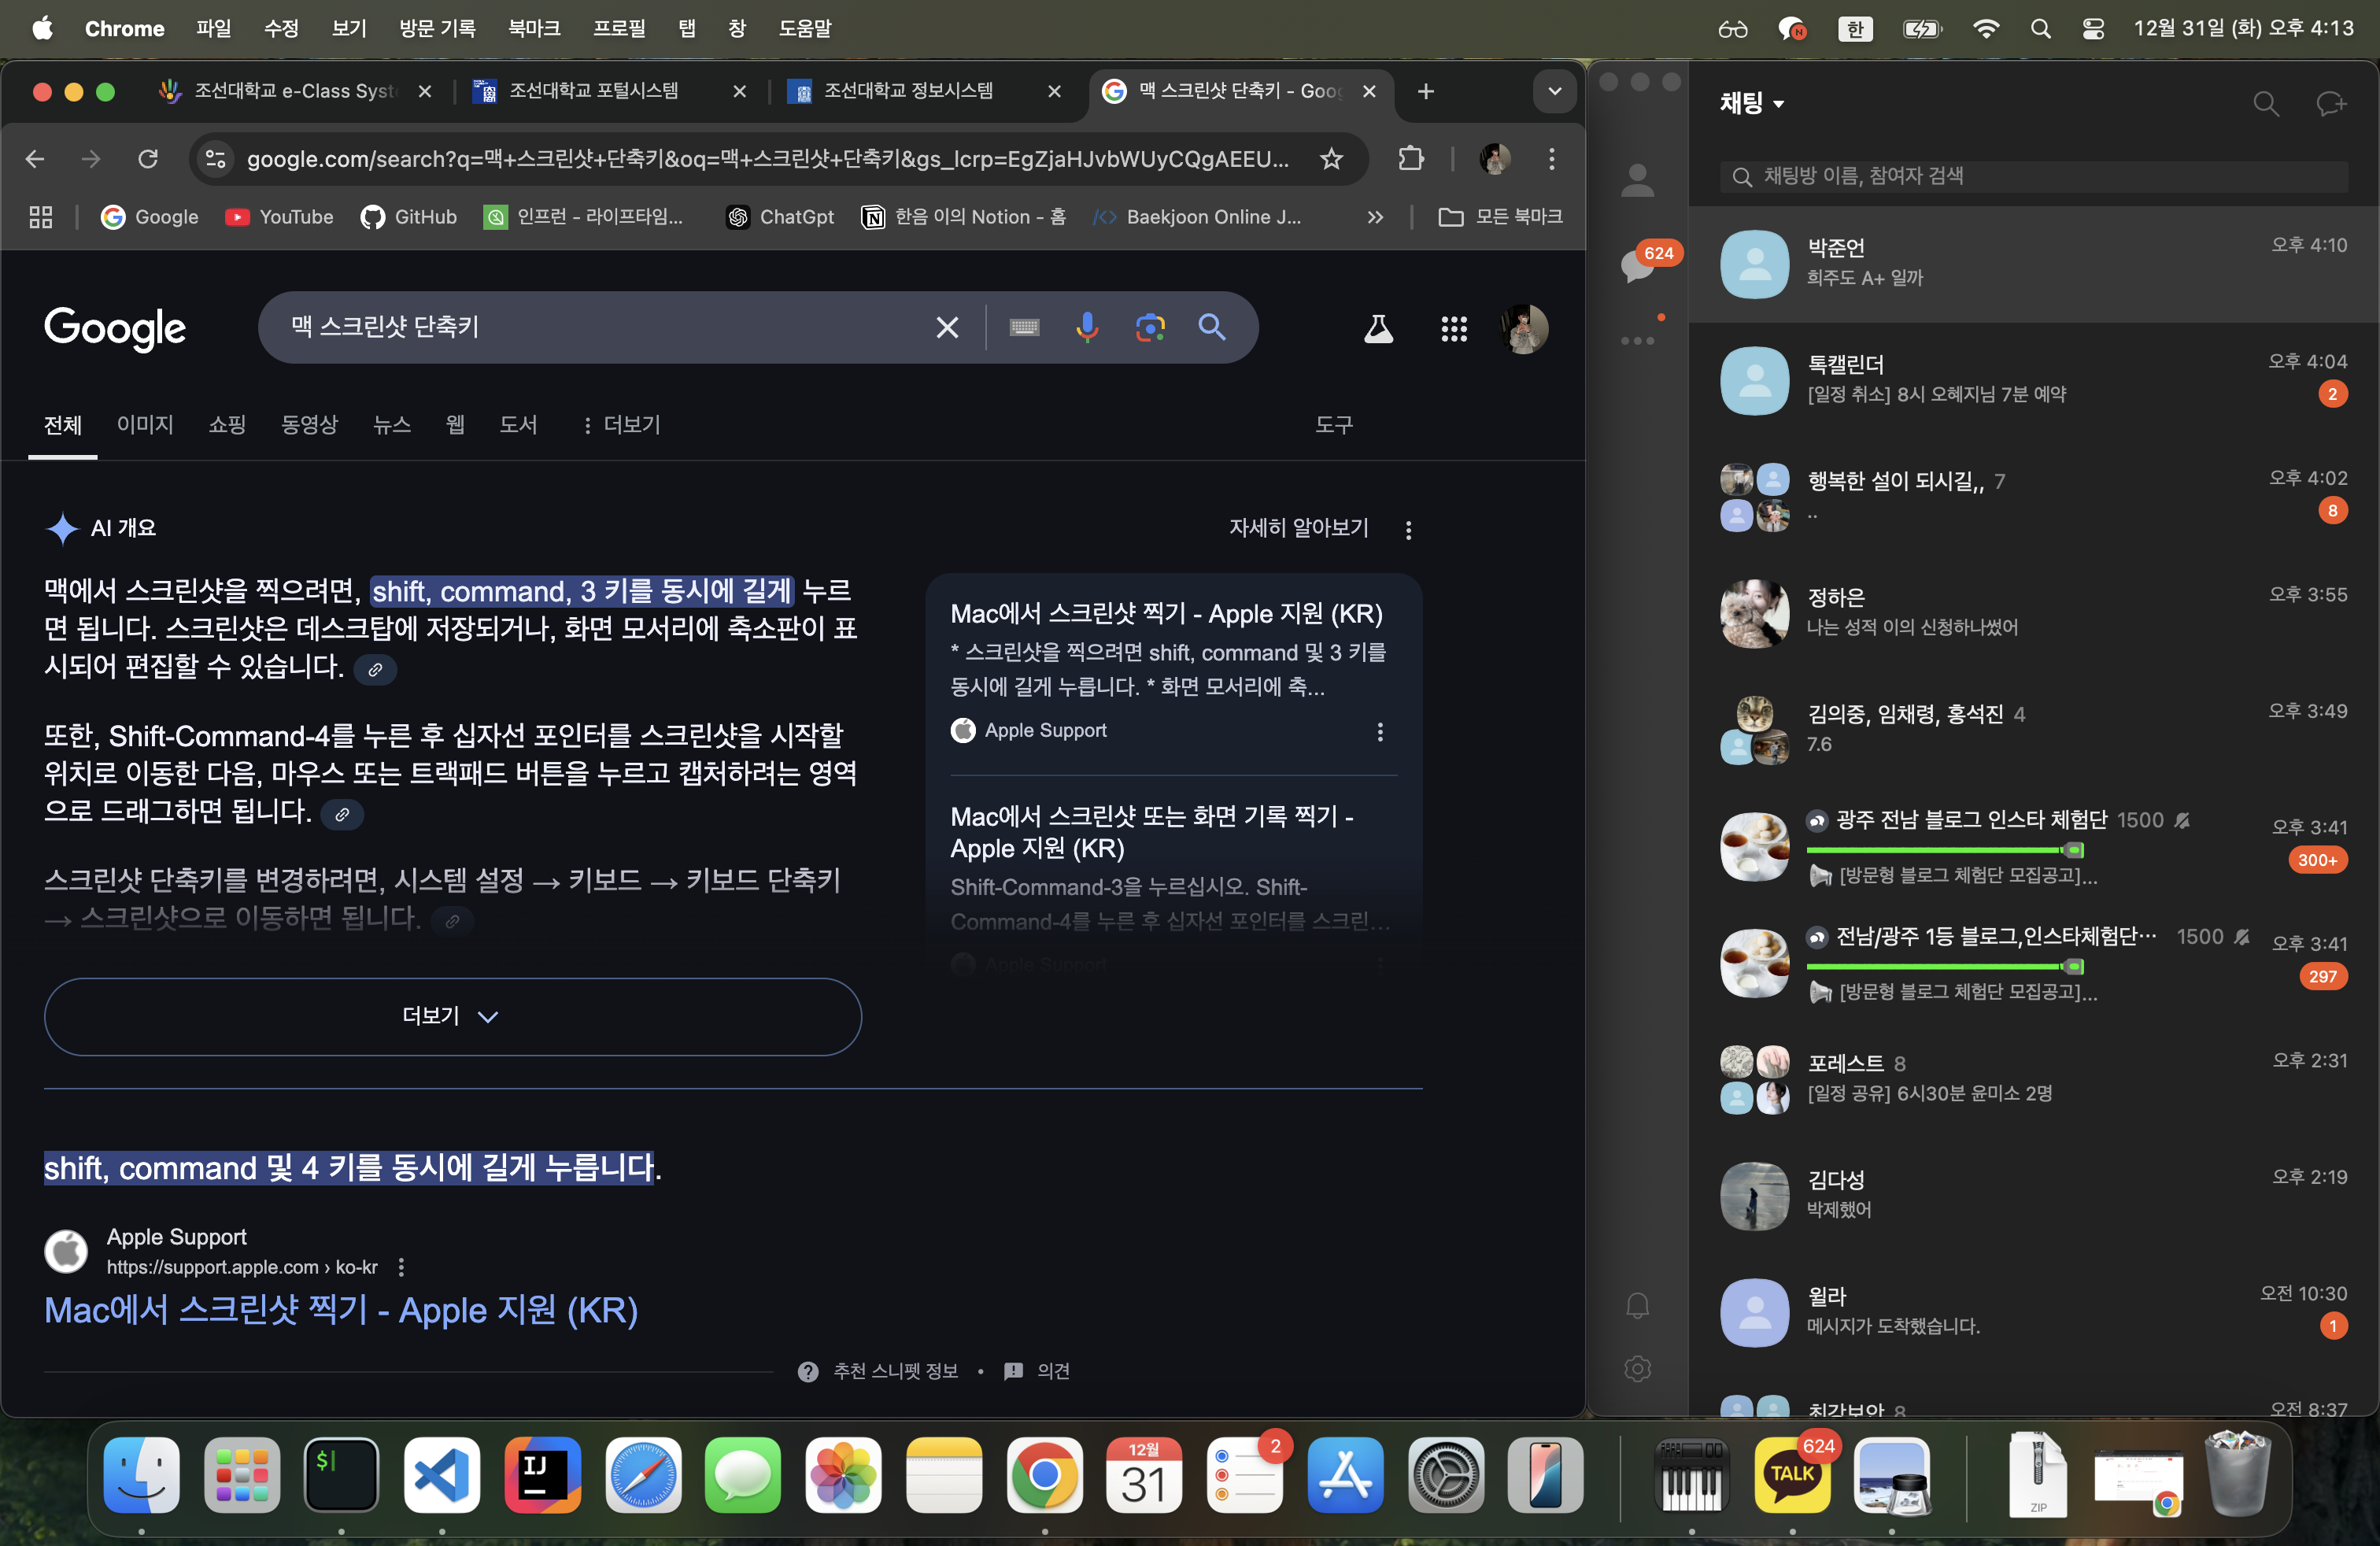 Chrome 파일 수정 보기 방문 기록 북마크 프로필 탭 창 도움말
한 12월 31일 (화) 오후 4:13
조선대학교 e-Class Syst
조선대학교 포털시스템
조선대학교 정보시스템
맥 스크린샷 단축키 - Goog
google.com/search?q=맥+스크린샷+단축키&oq=맥+스크린샷+단축키&gs_lcrp=EgZjaHJvbWUyCQgAEEU...
Google YouTube GitHub 인프런 - 라이프타임... ChatGpt 한음 이의 Notion - 홈 Baekjoon Online J... 모든 북마크
Google
맥 스크린샷 단축키
전체 이미지 쇼핑 동영상 뉴스 웹 도서 더보기 도구
AI 개요
자세히 알아보기
맥에서 스크린샷을 찍으려면, shift, command, 3 키를 동시에 길게 누르
면 됩니다. 스크린샷은 데스크탑에 저장되거나, 화면 모서리에 축소판이 표
시되어 편집할 수 있습니다.
또한, Shift-Command-4를 누른 후 십자선 포인터를 스크린샷을 시작할
위치로 이동한 다음, 마우스 또는 트랙패드 버튼을 누르고 캡처하려는 영역
으로 드래그하면 됩니다.
스크린샷 단축키를 변경하려면, 시스템 설정 → 키보드 → 키보드 단축키
→ 스크린샷으로 이동하면 됩니다.
더보기
Mac에서 스크린샷 찍기 - Apple 지원 (KR)
* 스크린샷을 찍으려면 shift, command 및 3 키를
동시에 길게 누릅니다. * 화면 모서리에 축...
Apple Support
Mac에서 스크린샷 또는 화면 기록 찍기 -
Apple 지원 (KR)
Shift-Command-3을 누르십시오. Shift-
Command-4를 누른 후 십자선 포인터를 스크린...
Apple Support
shift, command 및 4 키를 동시에 길게 누릅니다.
Apple Support
https://support.apple.com › ko-kr
Mac에서 스크린샷 찍기 - Apple 지원 (KR)
추천 스니펫 정보 • 의견
624
채팅
채팅방 이름, 참여자 검색
박준언 오후 4:10
희주도 A+ 일까
톡캘린더 오후 4:04
[일정 취소] 8시 오혜지님 7분 예약 2
행복한 설이 되시길,, 7 오후 4:02
.. 8
정하은 오후 3:55
나는 성적 이의 신청하나썼어
김의중, 임채령, 홍석진 4 오후 3:49
7.6
광주 전남 블로그 인스타 체험단 1500 오후 3:41
[방문형 블로그 체험단 모집공고]... 300+
전남/광주 1등 블로그,인스타체험단… 1500 오후 3:41
[방문형 블로그 체험단 모집공고]... 297
포레스트 8 오후 2:31
[일정 공유] 6시30분 윤미소 2명
김다성 오후 2:19
박제했어
윌라 오전 10:30
메시지가 도착했습니다. 1
최강보안 8 오전 8:37
$
IJ
12월
31
2
TALK
624
ZIP